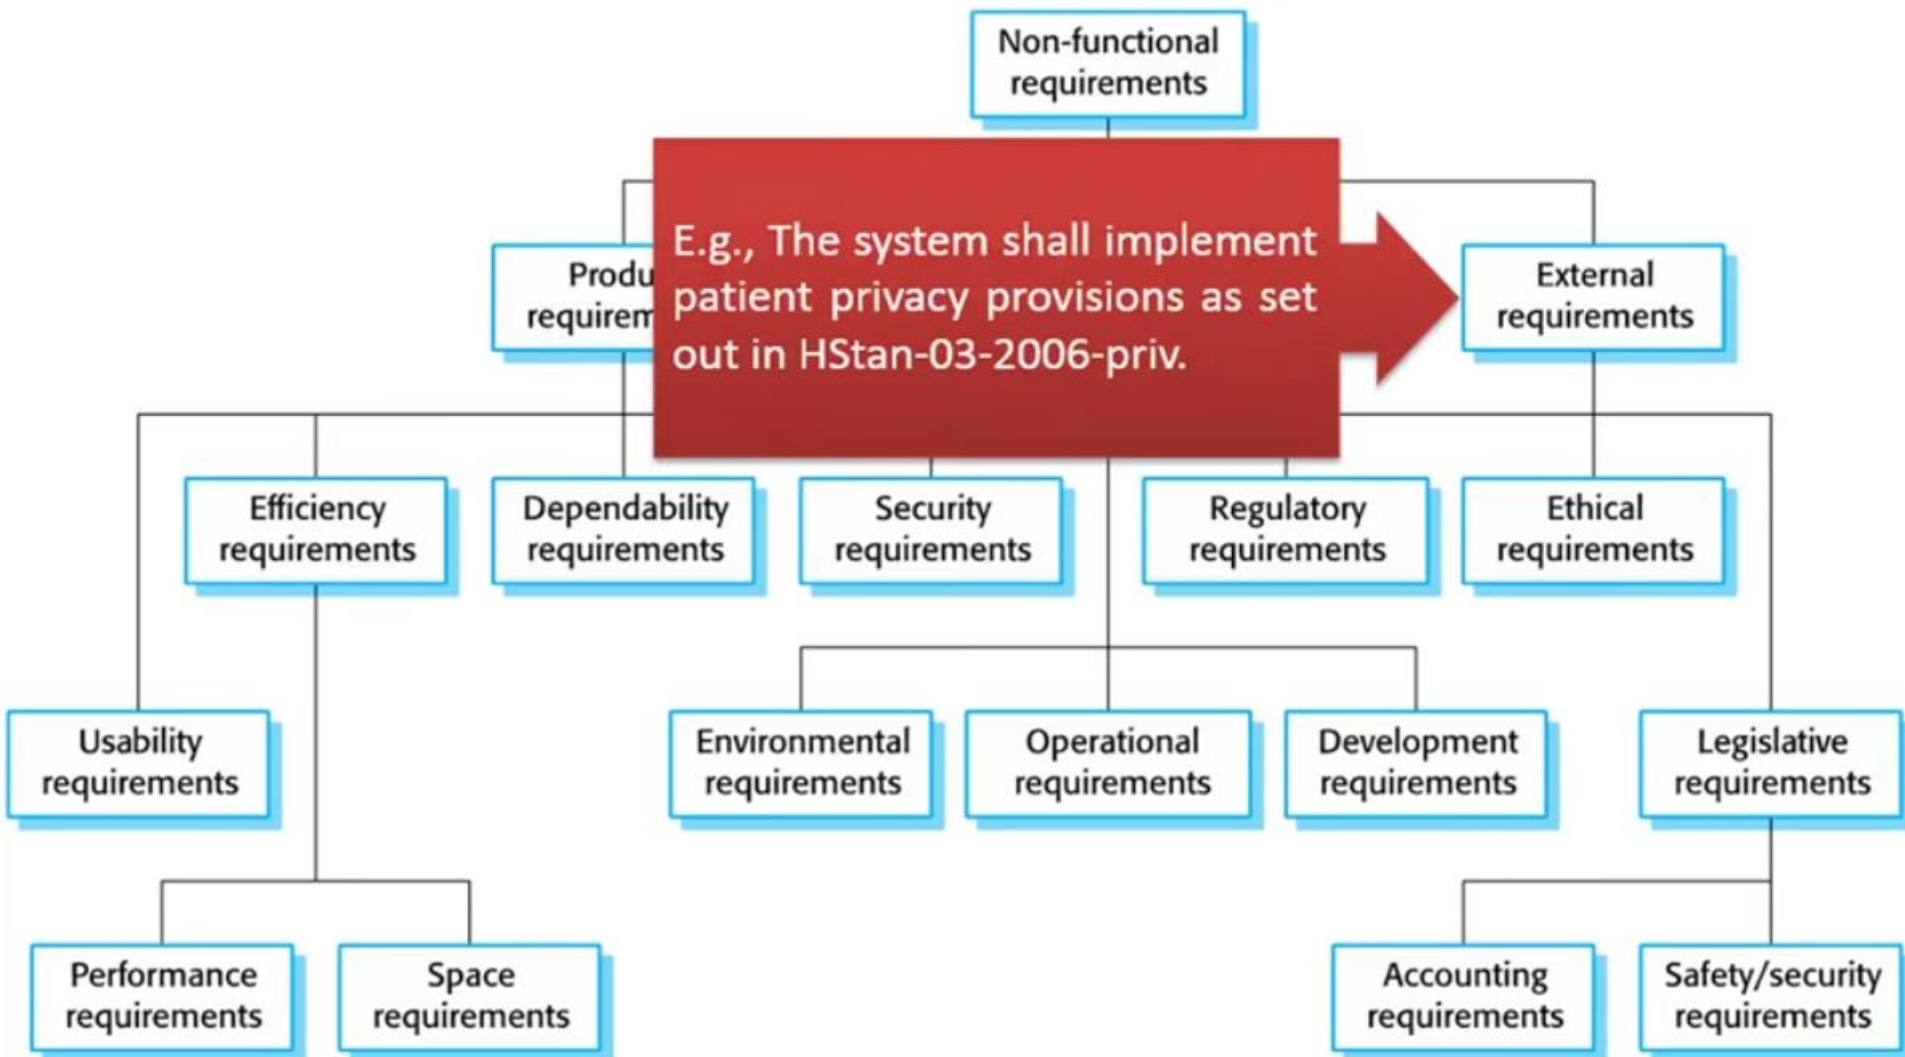 Non-functional
requirements
E.g., The system shall implement
patient privacy provisions as set
out in HStan-03-2006-priv.
Produ
requirem
External
requirements
Efficiency
requirements
Dependability
requirements
Security
requirements
Regulatory
requirements
Ethical
requirements
Usability
requirements
Environmental
requirements
Operational
requirements
Development
requirements
Legislative
requirements
Performance
requirements
Space
requirements
Accounting
requirements
Safety/security
requirements